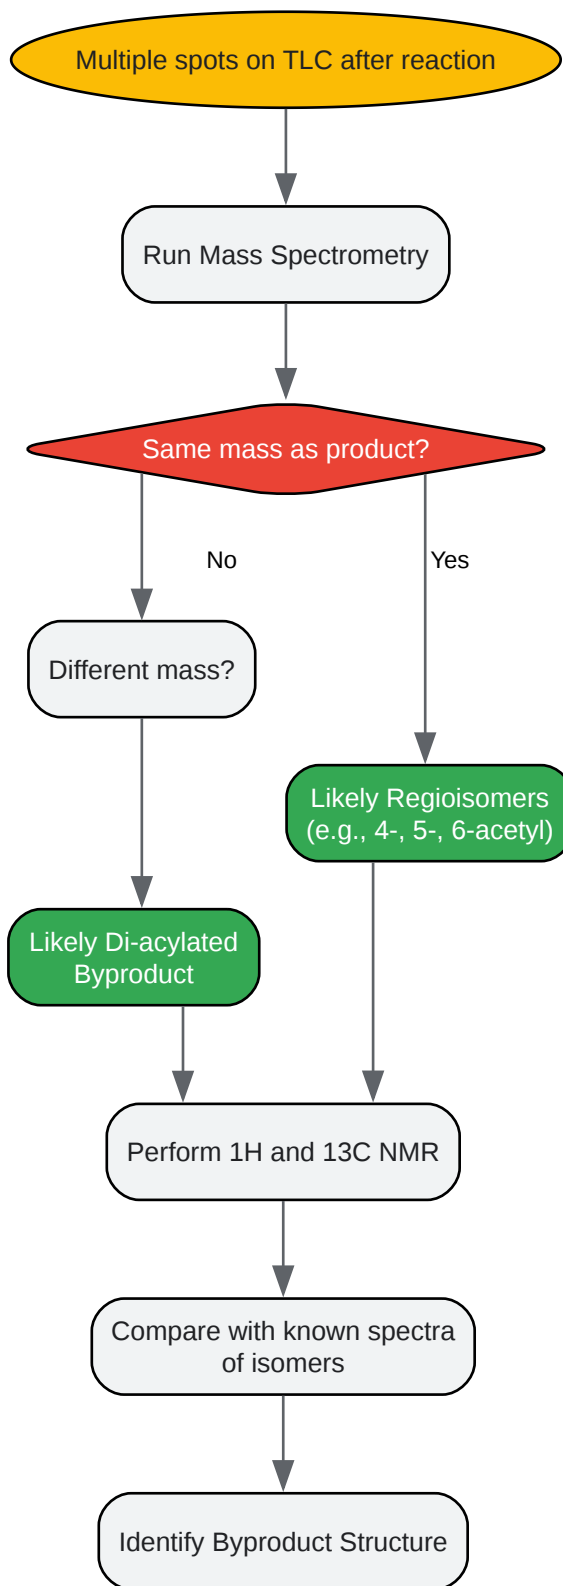 Multiple spots on TLC after reaction
Run Mass Spectrometry
Same mass as product?
No
Yes
Different mass?
Likely Regioisomers
(e.g., 4-, 5-, 6-acetyl)
Likely Di-acylated
Byproduct
Perform 1H and 13C NMR
Compare with known spectra
of isomers
Identify Byproduct Structure